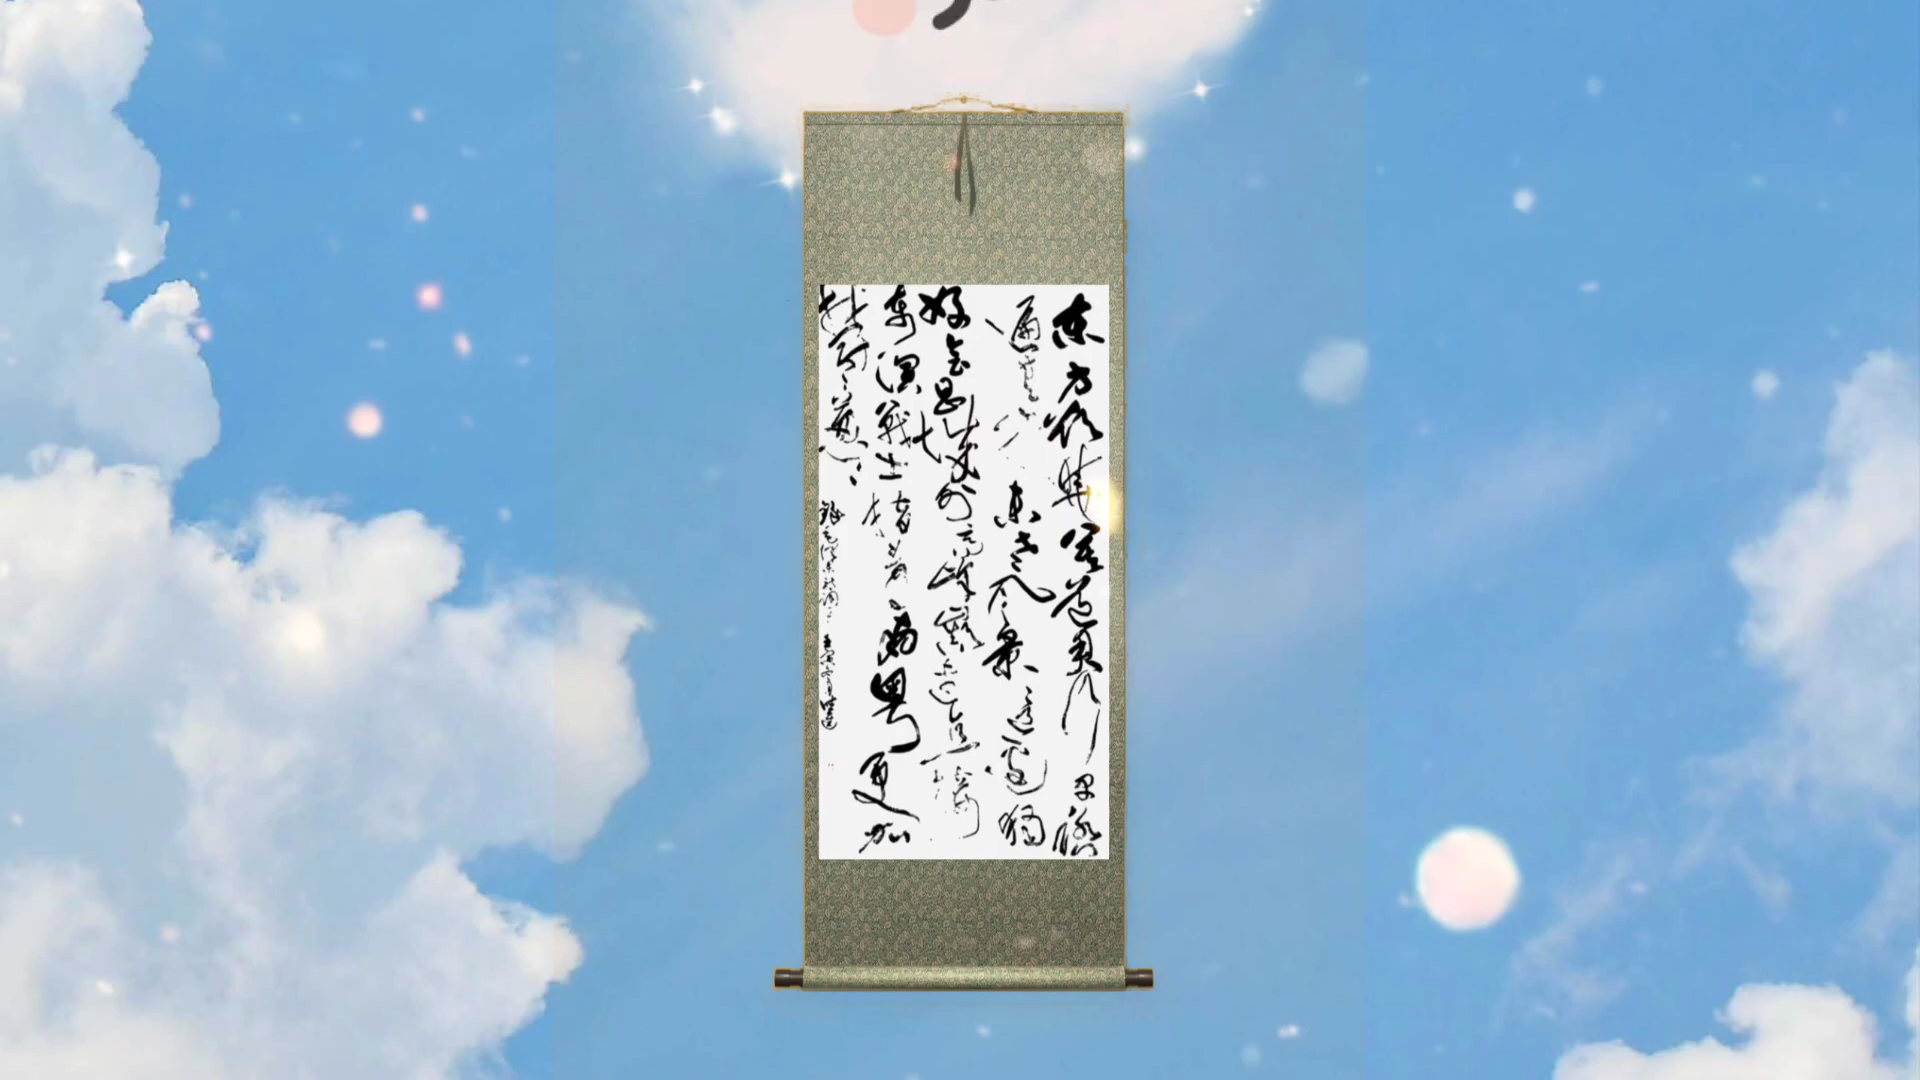 东方欲晓莫道君行早踏
遍青山人未老风景这边独
好会昌城外高峰颠连直接
东溟战士指看南粤更加
郁々葱々